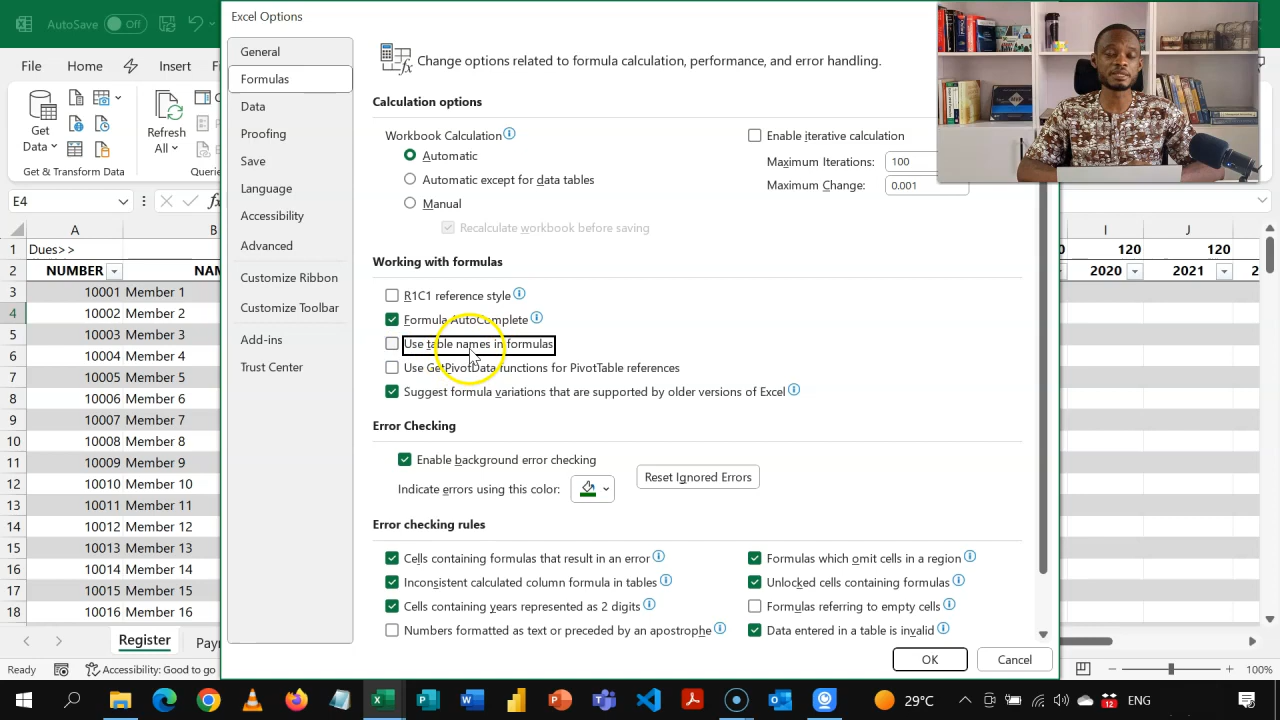 Excel Options
AutoSave Off
File Home Insert
General
Formulas
Data
Proofing
Save
Language
Accessibility
Advanced
Customize Ribbon
Customize Toolbar
Add-ins
Trust Center
Get Data
Refresh All
Get & Transform Data
Change options related to formula calculation, performance, and error handling.
Calculation options
Workbook Calculation
Automatic
Automatic except for data tables
Manual
Recalculate workbook before saving
Enable iterative calculation
Maximum Iterations: 100
Maximum Change: 0.001
Working with formulas
R1C1 reference style
Formula AutoComplete
Use table names in formulas
Use GetPivotData functions for PivotTable references
Suggest formula variations that are supported by older versions of Excel
Error Checking
Enable background error checking
Indicate errors using this color:
Reset Ignored Errors
Error checking rules
Cells containing formulas that result in an error
Inconsistent calculated column formula in tables
Cells containing years represented as 2 digits
Numbers formatted as text or preceded by an apostrophe
Formulas which omit cells in a region
Unlocked cells containing formulas
Formulas referring to empty cells
Data entered in a table is invalid
OK Cancel
E4 fx
A B I J
1 Dues>> 120 120
2 NUMBER 2020 2021
3 10001 Member 1
4 10002 Member 2
5 10003 Member 3
6 10004 Member 4
7 10005 Member 5
8 10006 Member 6
9 10007 Member 7
10 10008 Member 8
11 10009 Member 9
12 10010 Member 10
13 10011 Member 11
14 10012 Member 12
15 10013 Member 13
16 10014 Member 14
17 10015 Member 15
18 10016 Member 16
Register
Ready Accessibility: Good to go 100%
29°C ENG
12